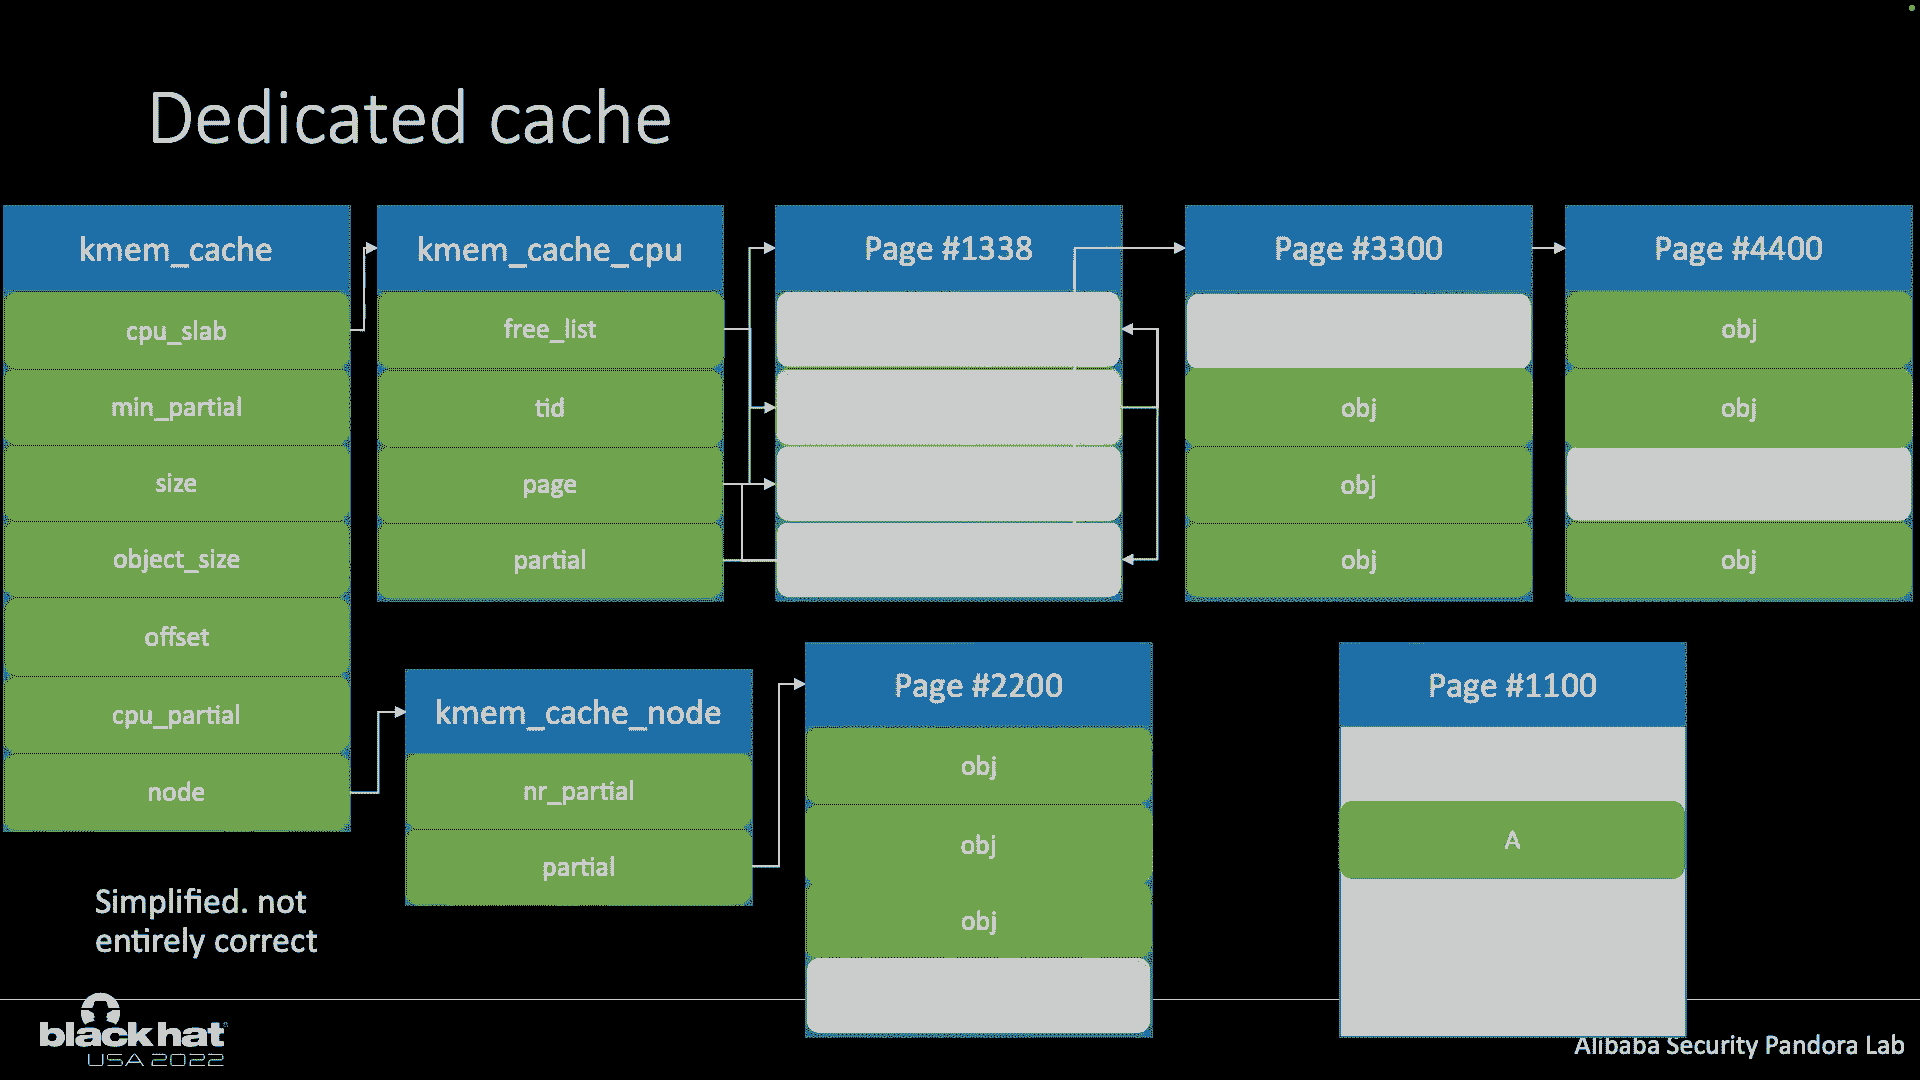 Dedicated cache
kmem_cache
cpu_slab
min_partial
size
object_size
offset
cpu_partial
node
kmem_cache_cpu
free_list
tid
page
partial
Page #1338
Page #3300
obj
obj
obj
Page #4400
obj
obj
obj
kmem_cache_node
nr_partial
partial
Page #2200
obj
obj
obj
Page #1100
A
Simplified. not
entirely correct
black hat
USA 2022
Alibaba Security Pandora Lab